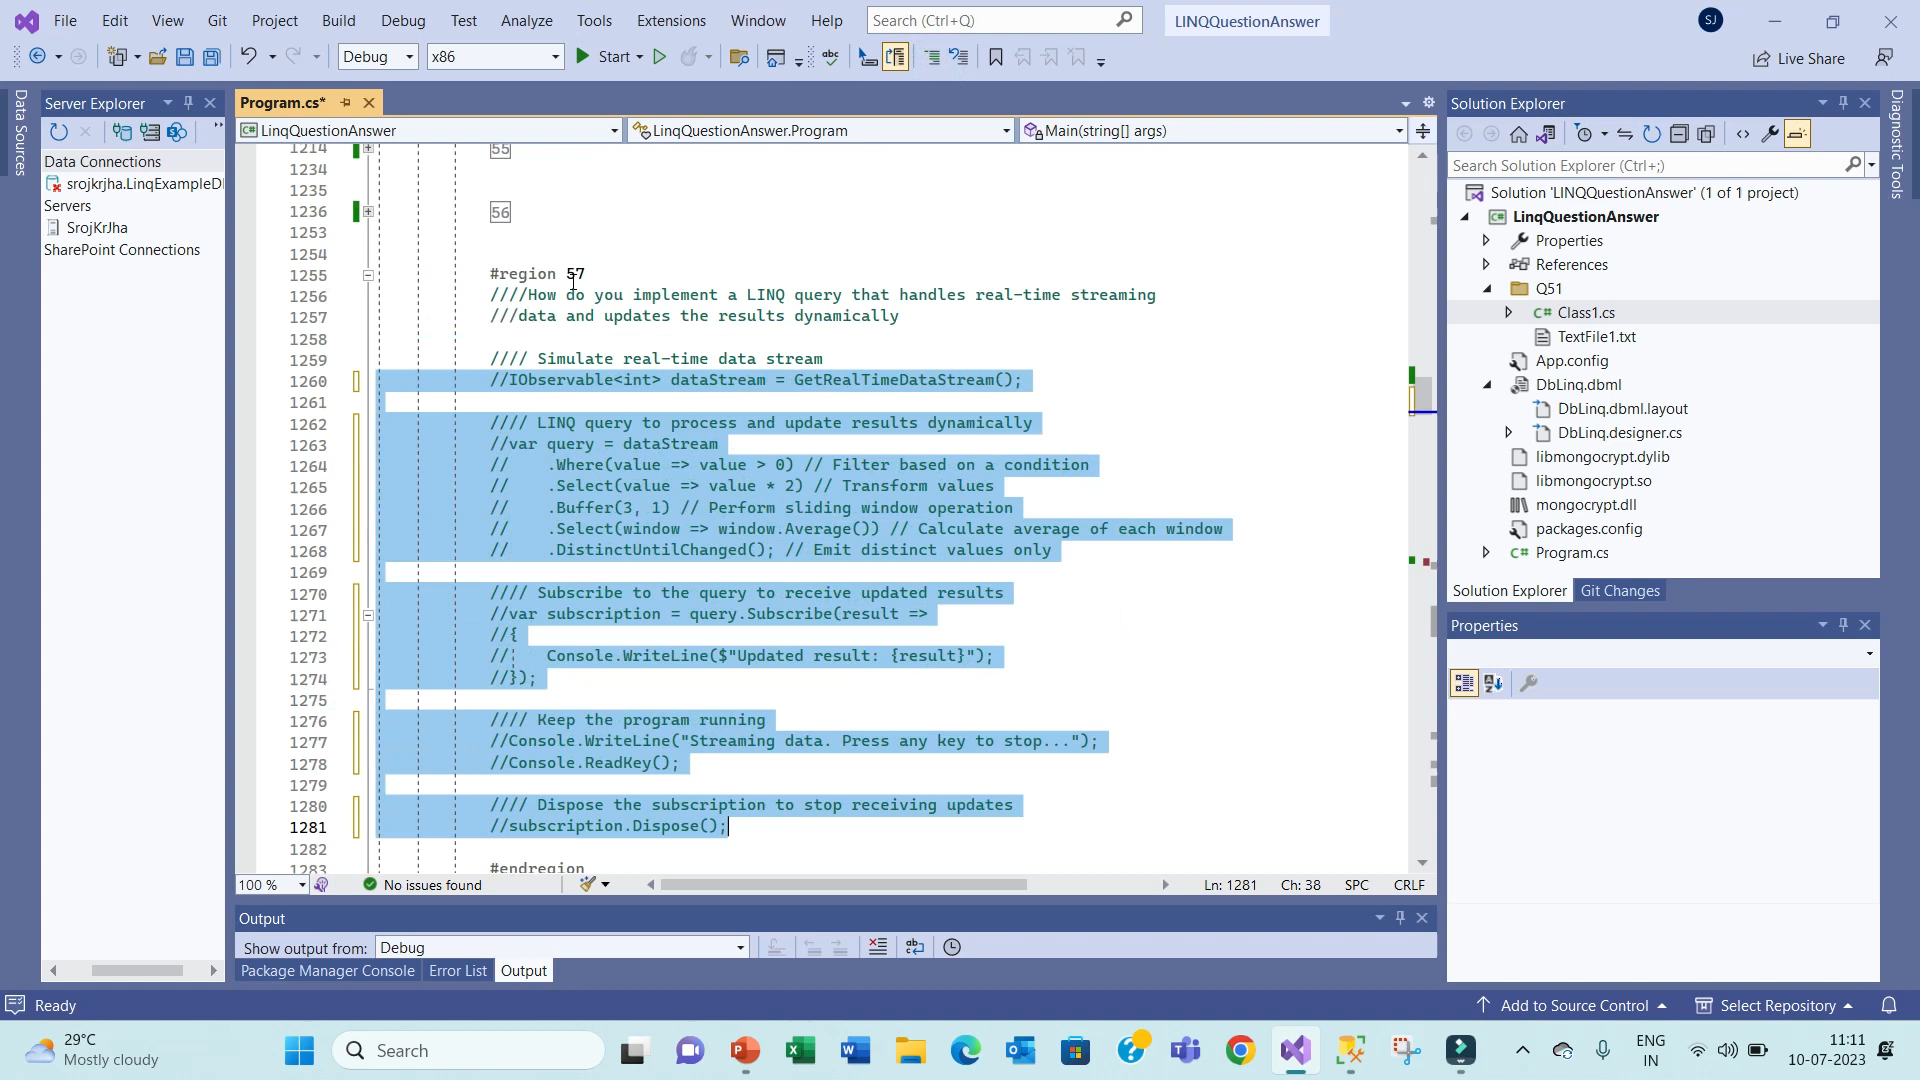 File Edit View Git Project Build Debug Test Analyze Tools Extensions Window Help Search (Ctrl+Q) LINQQuestionAnswer SJ
Debug x86 Start Live Share
Data Sources
Server Explorer
Data Connections
srojkrjha.LinqExampleD
Servers
SrojKrJha
SharePoint Connections
Program.cs*
LinqQuestionAnswer LinqQuestionAnswer.Program Main(string[] args)
1214 55
1234
1235
1236 56
1253
1254
1255 #region 57
1256 ////How do you implement a LINQ query that handles real-time streaming
1257 ///data and updates the results dynamically
1258
1259 //// Simulate real-time data stream
1260 //IObservable<int> dataStream = GetRealTimeDataStream();
1261
1262 //// LINQ query to process and update results dynamically
1263 //var query = dataStream
1264 //    .Where(value => value > 0) // Filter based on a condition
1265 //    .Select(value => value * 2) // Transform values
1266 //    .Buffer(3, 1) // Perform sliding window operation
1267 //    .Select(window => window.Average()) // Calculate average of each window
1268 //    .DistinctUntilChanged(); // Emit distinct values only
1269
1270 //// Subscribe to the query to receive updated results
1271 //var subscription = query.Subscribe(result =>
1272 //{
1273 //    Console.WriteLine($"Updated result: {result}");
1274 //});
1275
1276 //// Keep the program running
1277 //Console.WriteLine("Streaming data. Press any key to stop...");
1278 //Console.ReadKey();
1279
1280 //// Dispose the subscription to stop receiving updates
1281 //subscription.Dispose();
1282
1283 #endregion
100 % No issues found Ln: 1281 Ch: 38 SPC CRLF
Output
Show output from: Debug
Package Manager Console Error List Output
Solution Explorer
Search Solution Explorer (Ctrl+;)
Solution 'LINQQuestionAnswer' (1 of 1 project)
LinqQuestionAnswer
Properties
References
Q51
C# Class1.cs
TextFile1.txt
App.config
DbLinq.dbml
DbLinq.dbml.layout
C# DbLinq.designer.cs
libmongocrypt.dylib
libmongocrypt.so
mongocrypt.dll
packages.config
C# Program.cs
Solution Explorer Git Changes
Properties
Diagnostic Tools
Ready Add to Source Control Select Repository
29°C
Mostly cloudy
Search
ENG
IN
11:11
10-07-2023